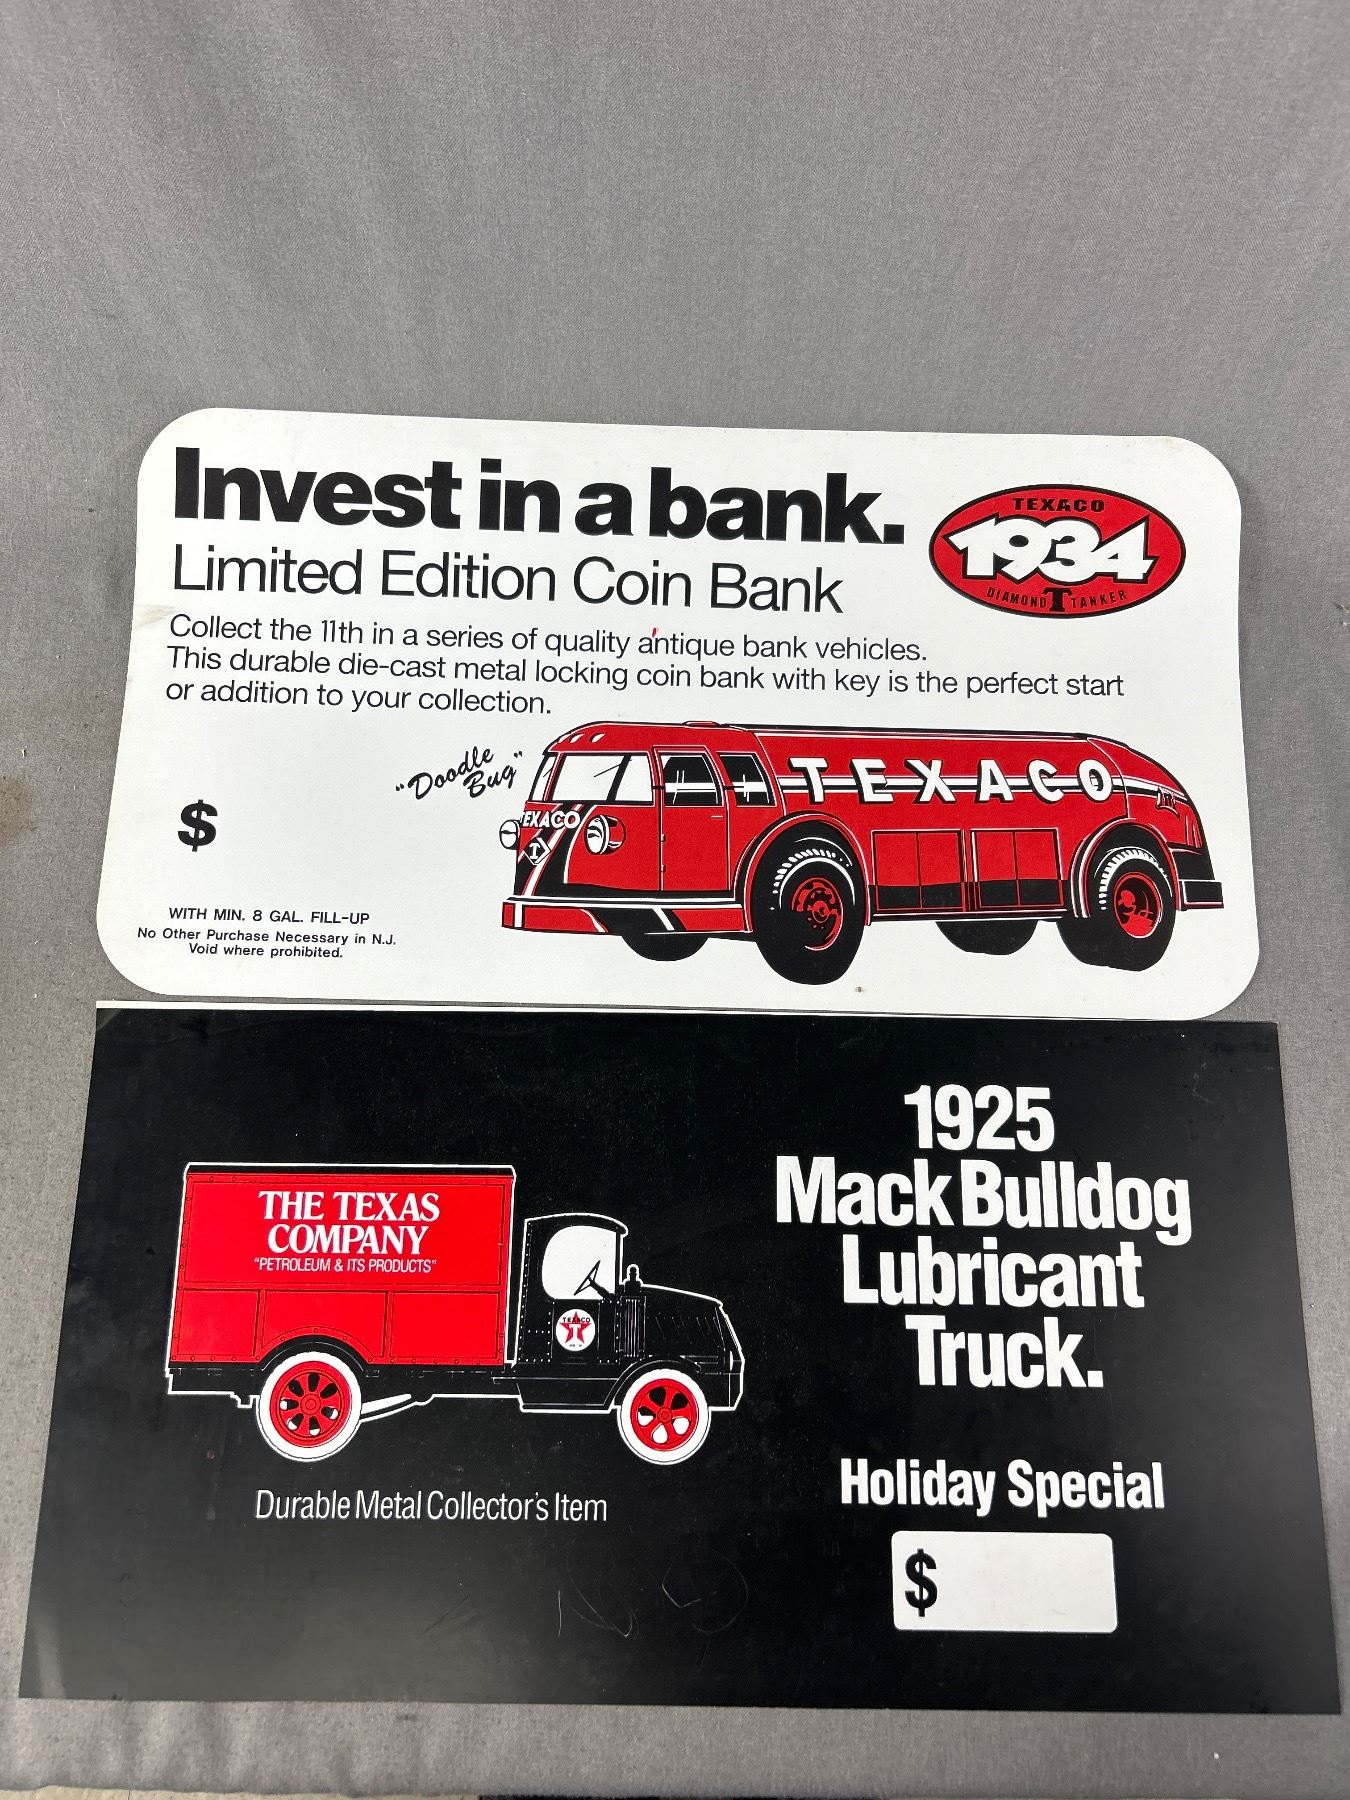 Invest in a bank.
Limited Edition Coin Bank
TEXACO
1934
DIAMOND T TANKER
Collect the 11th in a series of quality antique bank vehicles.
This durable die-cast metal locking coin bank with key is the perfect start
or addition to your collection.
"Doodle
Bug"
TEXACO
TEXACO
T
$
WITH MIN. 8 GAL. FILL-UP
No Other Purchase Necessary in N.J.
Void where prohibited.
1925
Mack Bulldog
Lubricant
Truck.
THE TEXAS
COMPANY
"PETROLEUM & ITS PRODUCTS"
TEXACO
T
Durable Metal Collector's Item
Holiday Special
$